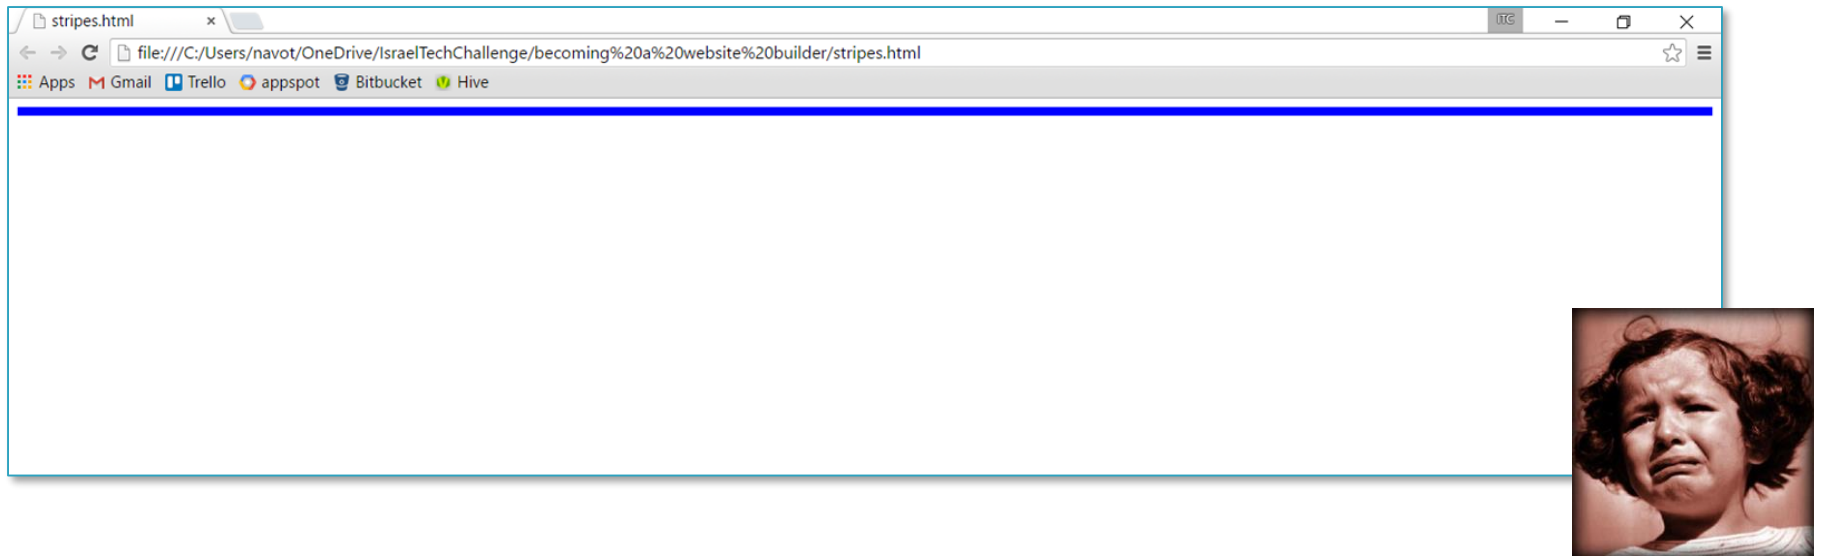 stripes.html
ITC
file:///C:/Users/navot/OneDrive/IsraelTechChallenge/becoming%20a%20website%20builder/stripes.html
Apps Gmail Trello appspot Bitbucket Hive